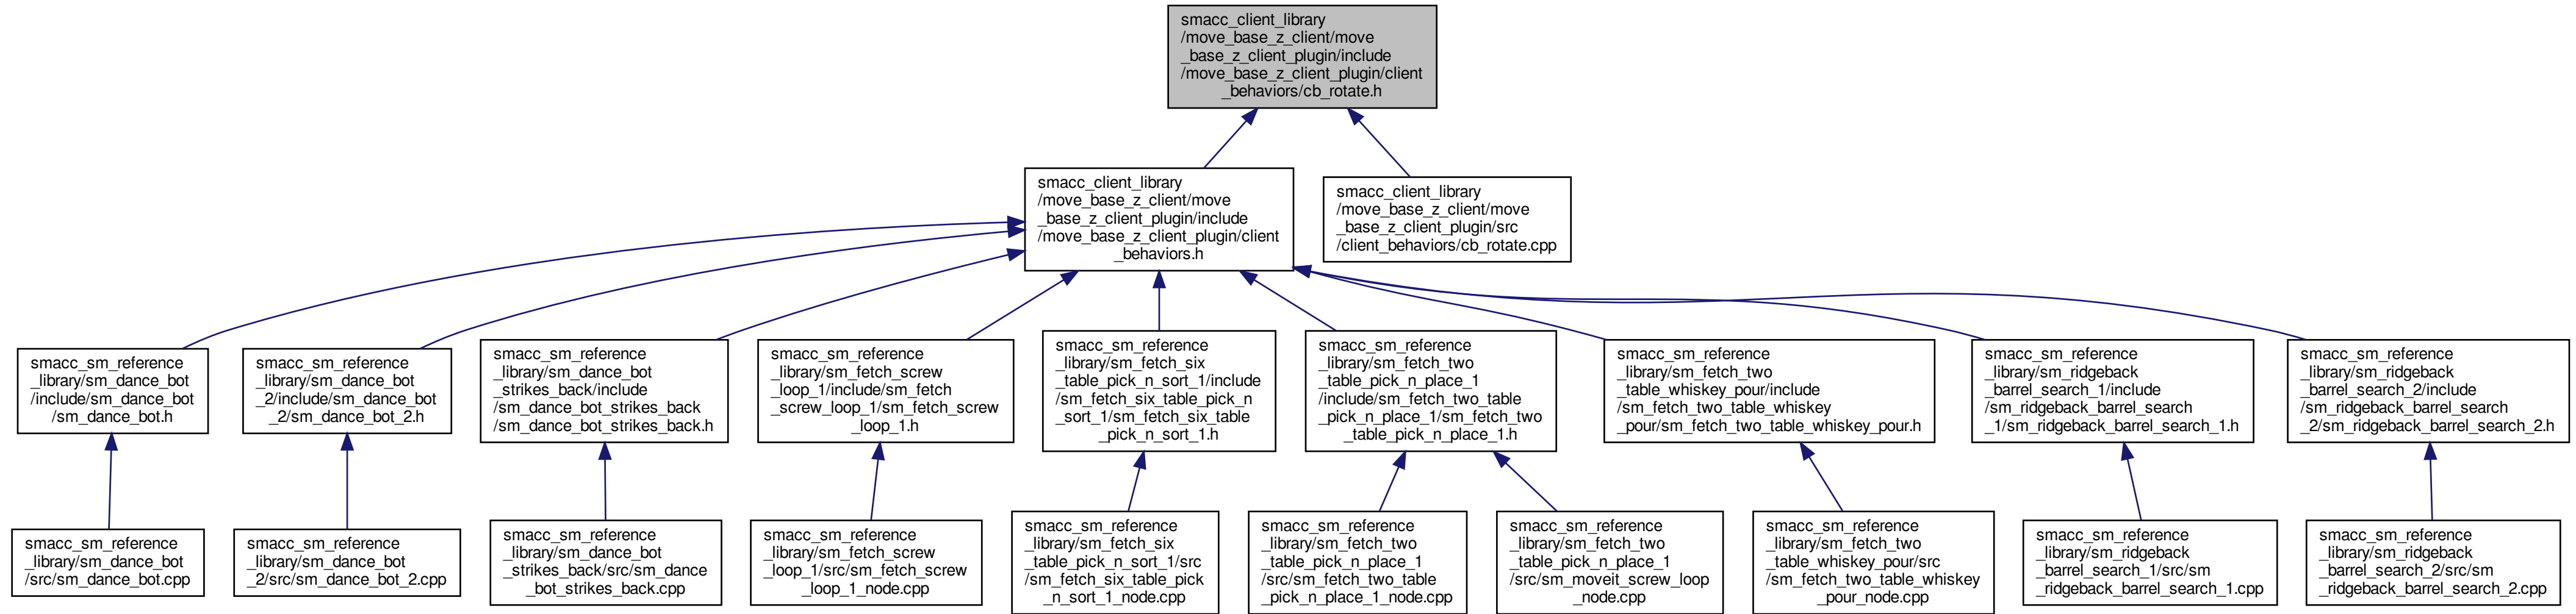 smacc_client_library
/move_base_z_client/move
_base_z_client_plugin/include
/move_base_z_client_plugin/client
_behaviors/cb_rotate.h
smacc_client_library
/move_base_z_client/move
_base_z_client_plugin/include
/move_base_z_client_plugin/client
_behaviors.h
smacc_client_library
/move_base_z_client/move
_base_z_client_plugin/src
/client_behaviors/cb_rotate.cpp
smacc_sm_reference
_library/sm_dance_bot
/include/sm_dance_bot
/sm_dance_bot.h
smacc_sm_reference
_library/sm_dance_bot
_2/include/sm_dance_bot
_2/sm_dance_bot_2.h
smacc_sm_reference
_library/sm_dance_bot
_strikes_back/include
/sm_dance_bot_strikes_back
/sm_dance_bot_strikes_back.h
smacc_sm_reference
_library/sm_fetch_screw
_loop_1/include/sm_fetch
_screw_loop_1/sm_fetch_screw
_loop_1.h
smacc_sm_reference
_library/sm_fetch_six
_table_pick_n_sort_1/include
/sm_fetch_six_table_pick_n
_sort_1/sm_fetch_six_table
_pick_n_sort_1.h
smacc_sm_reference
_library/sm_fetch_two
_table_pick_n_place_1
/include/sm_fetch_two_table
_pick_n_place_1/sm_fetch_two
_table_pick_n_place_1.h
smacc_sm_reference
_library/sm_fetch_two
_table_whiskey_pour/include
/sm_fetch_two_table_whiskey
_pour/sm_fetch_two_table_whiskey_pour.h
smacc_sm_reference
_library/sm_ridgeback
_barrel_search_1/include
/sm_ridgeback_barrel_search
_1/sm_ridgeback_barrel_search_1.h
smacc_sm_reference
_library/sm_ridgeback
_barrel_search_2/include
/sm_ridgeback_barrel_search
_2/sm_ridgeback_barrel_search_2.h
smacc_sm_reference
_library/sm_dance_bot
/src/sm_dance_bot.cpp
smacc_sm_reference
_library/sm_dance_bot
_2/src/sm_dance_bot_2.cpp
smacc_sm_reference
_library/sm_dance_bot
_strikes_back/src/sm_dance
_bot_strikes_back.cpp
smacc_sm_reference
_library/sm_fetch_screw
_loop_1/src/sm_fetch_screw
_loop_1_node.cpp
smacc_sm_reference
_library/sm_fetch_six
_table_pick_n_sort_1/src
/sm_fetch_six_table_pick
_n_sort_1_node.cpp
smacc_sm_reference
_library/sm_fetch_two
_table_pick_n_place_1
/src/sm_fetch_two_table
_pick_n_place_1_node.cpp
smacc_sm_reference
_library/sm_fetch_two
_table_pick_n_place_1
/src/sm_moveit_screw_loop
_node.cpp
smacc_sm_reference
_library/sm_fetch_two
_table_whiskey_pour/src
/sm_fetch_two_table_whiskey
_pour_node.cpp
smacc_sm_reference
_library/sm_ridgeback
_barrel_search_1/src/sm
_ridgeback_barrel_search_1.cpp
smacc_sm_reference
_library/sm_ridgeback
_barrel_search_2/src/sm
_ridgeback_barrel_search_2.cpp